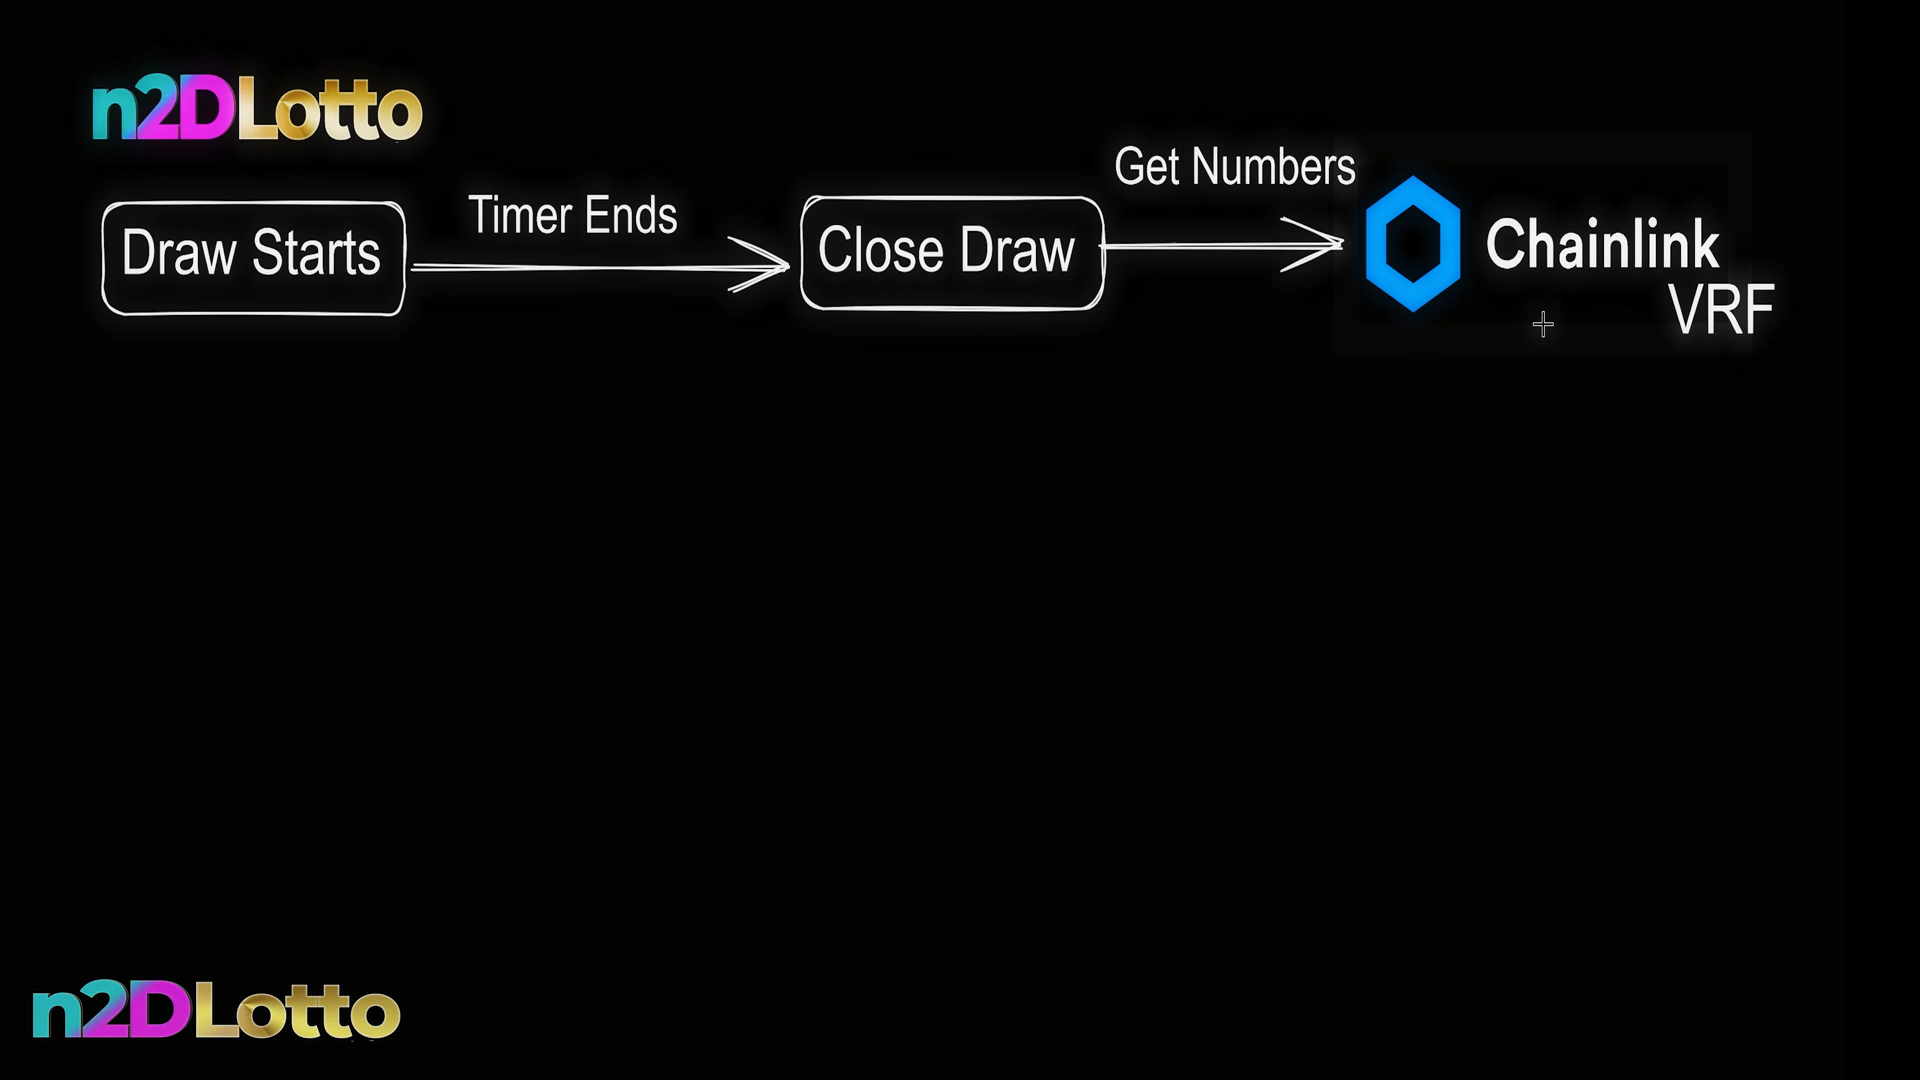 n2DLotto
Draw Starts
Timer Ends
Close Draw
Get Numbers
Chainlink
VRF
n2DLotto